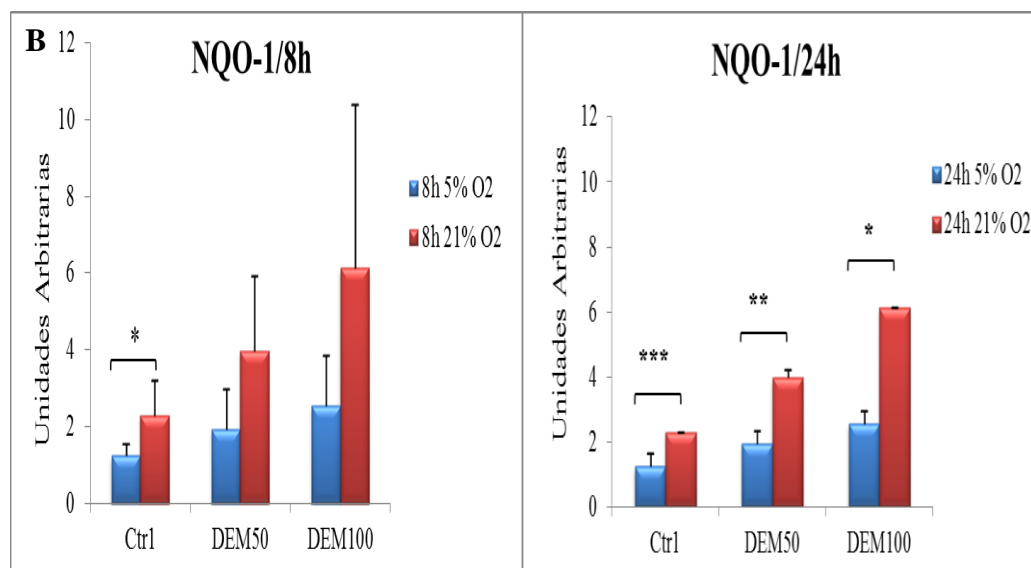 B
NQO-1/8h
Unidades Arbitrarias
12
10
8
6
4
2
0
*
Ctrl DEM50 DEM100
8h 5% O2
8h 21% O2
NQO-1/24h
Unidades Arbitrarias
12
10
8
6
4
2
0
***
**
*
Ctrl DEM50 DEM100
24h 5% O2
24h 21% O2